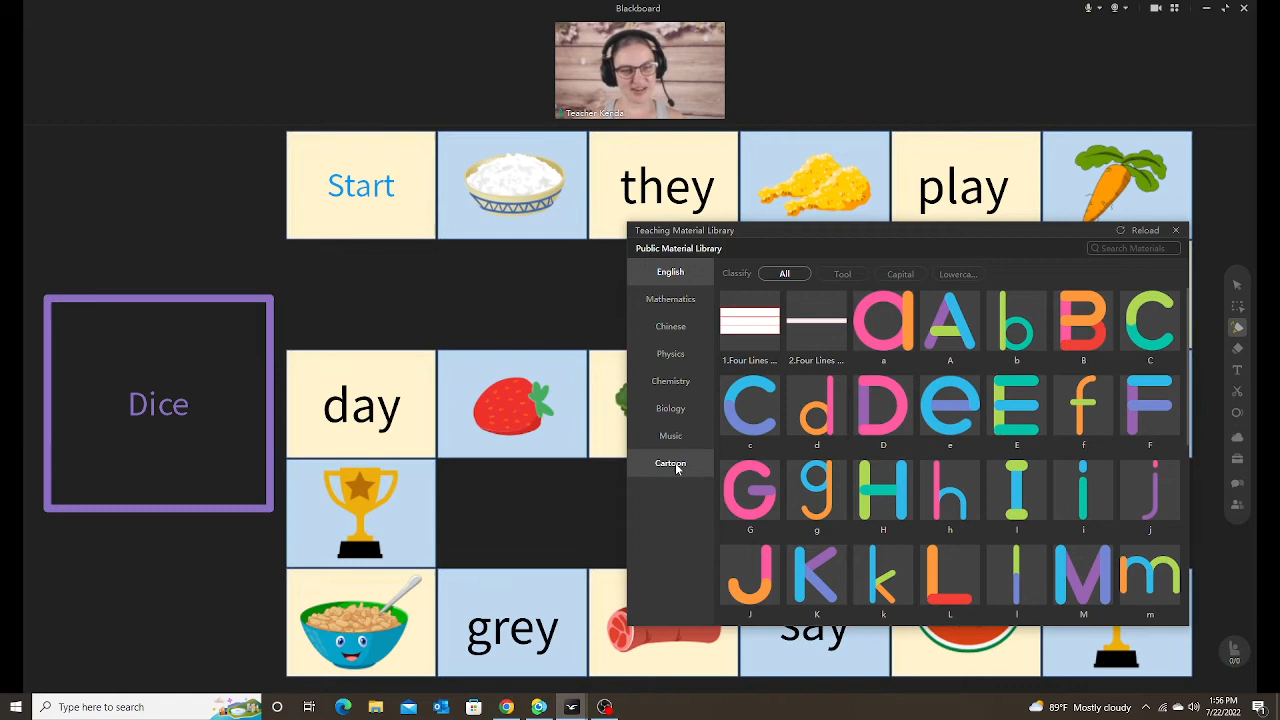 Blackboard
Teacher Kenda
Start
they
play
Teaching Material Library
Reload
Public Material Library
Search Materials
English
Classify:
All
Tool
Capital
Lowerca...
Mathematics
Chinese
Physics
Chemistry
Biology
Music
Cartoon
1.Four Lines ...
2.Four Lines ...
a
A
b
B
C
c
d
D
e
E
f
F
G
g
H
h
I
i
j
J
K
k
L
l
M
m
Dice
day
grey
say
0/0
Type here to search
89°F Mostly cloudy
1:56 PM
7/22/2022